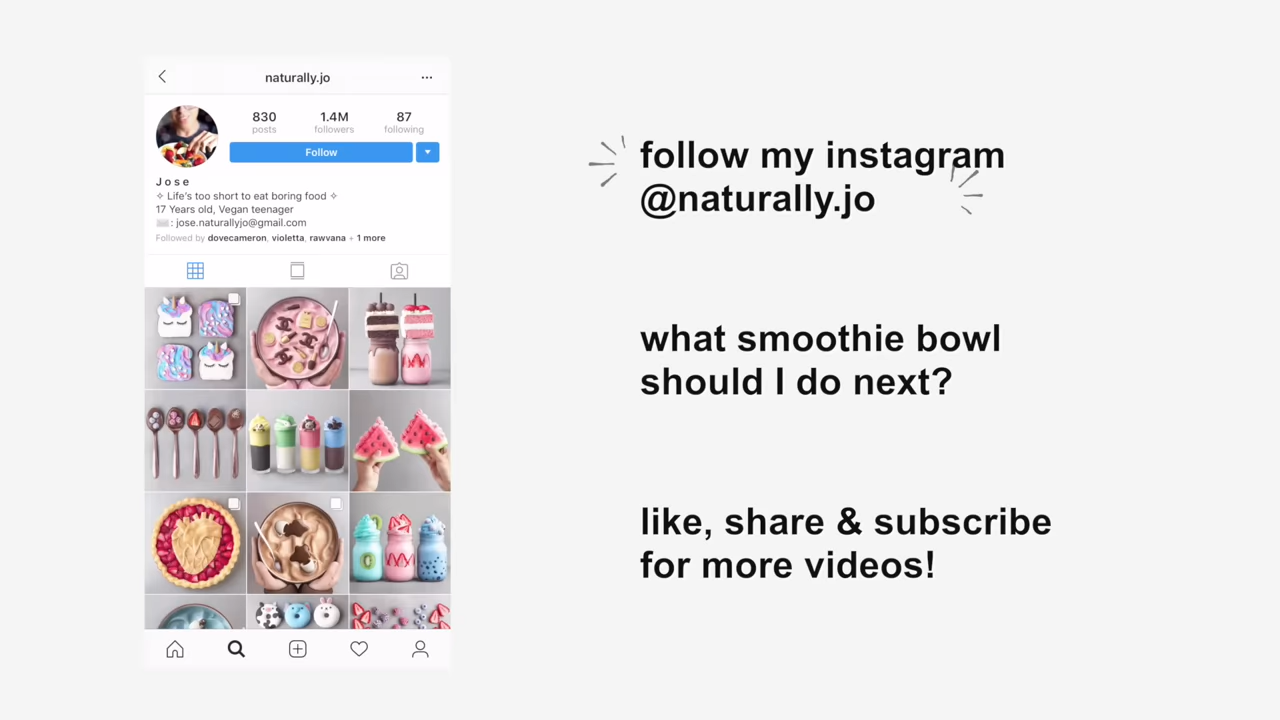 naturally.jo
830
posts
1.4M
followers
87
following
Follow
Jose
✧ Life's too short to eat boring food ✧
17 Years old, Vegan teenager
: jose.naturallyjo@gmail.com
Followed by dovecameron, violetta, rawvana + 1 more
follow my instagram
@naturally.jo
what smoothie bowl
should I do next?
like, share & subscribe
for more videos!